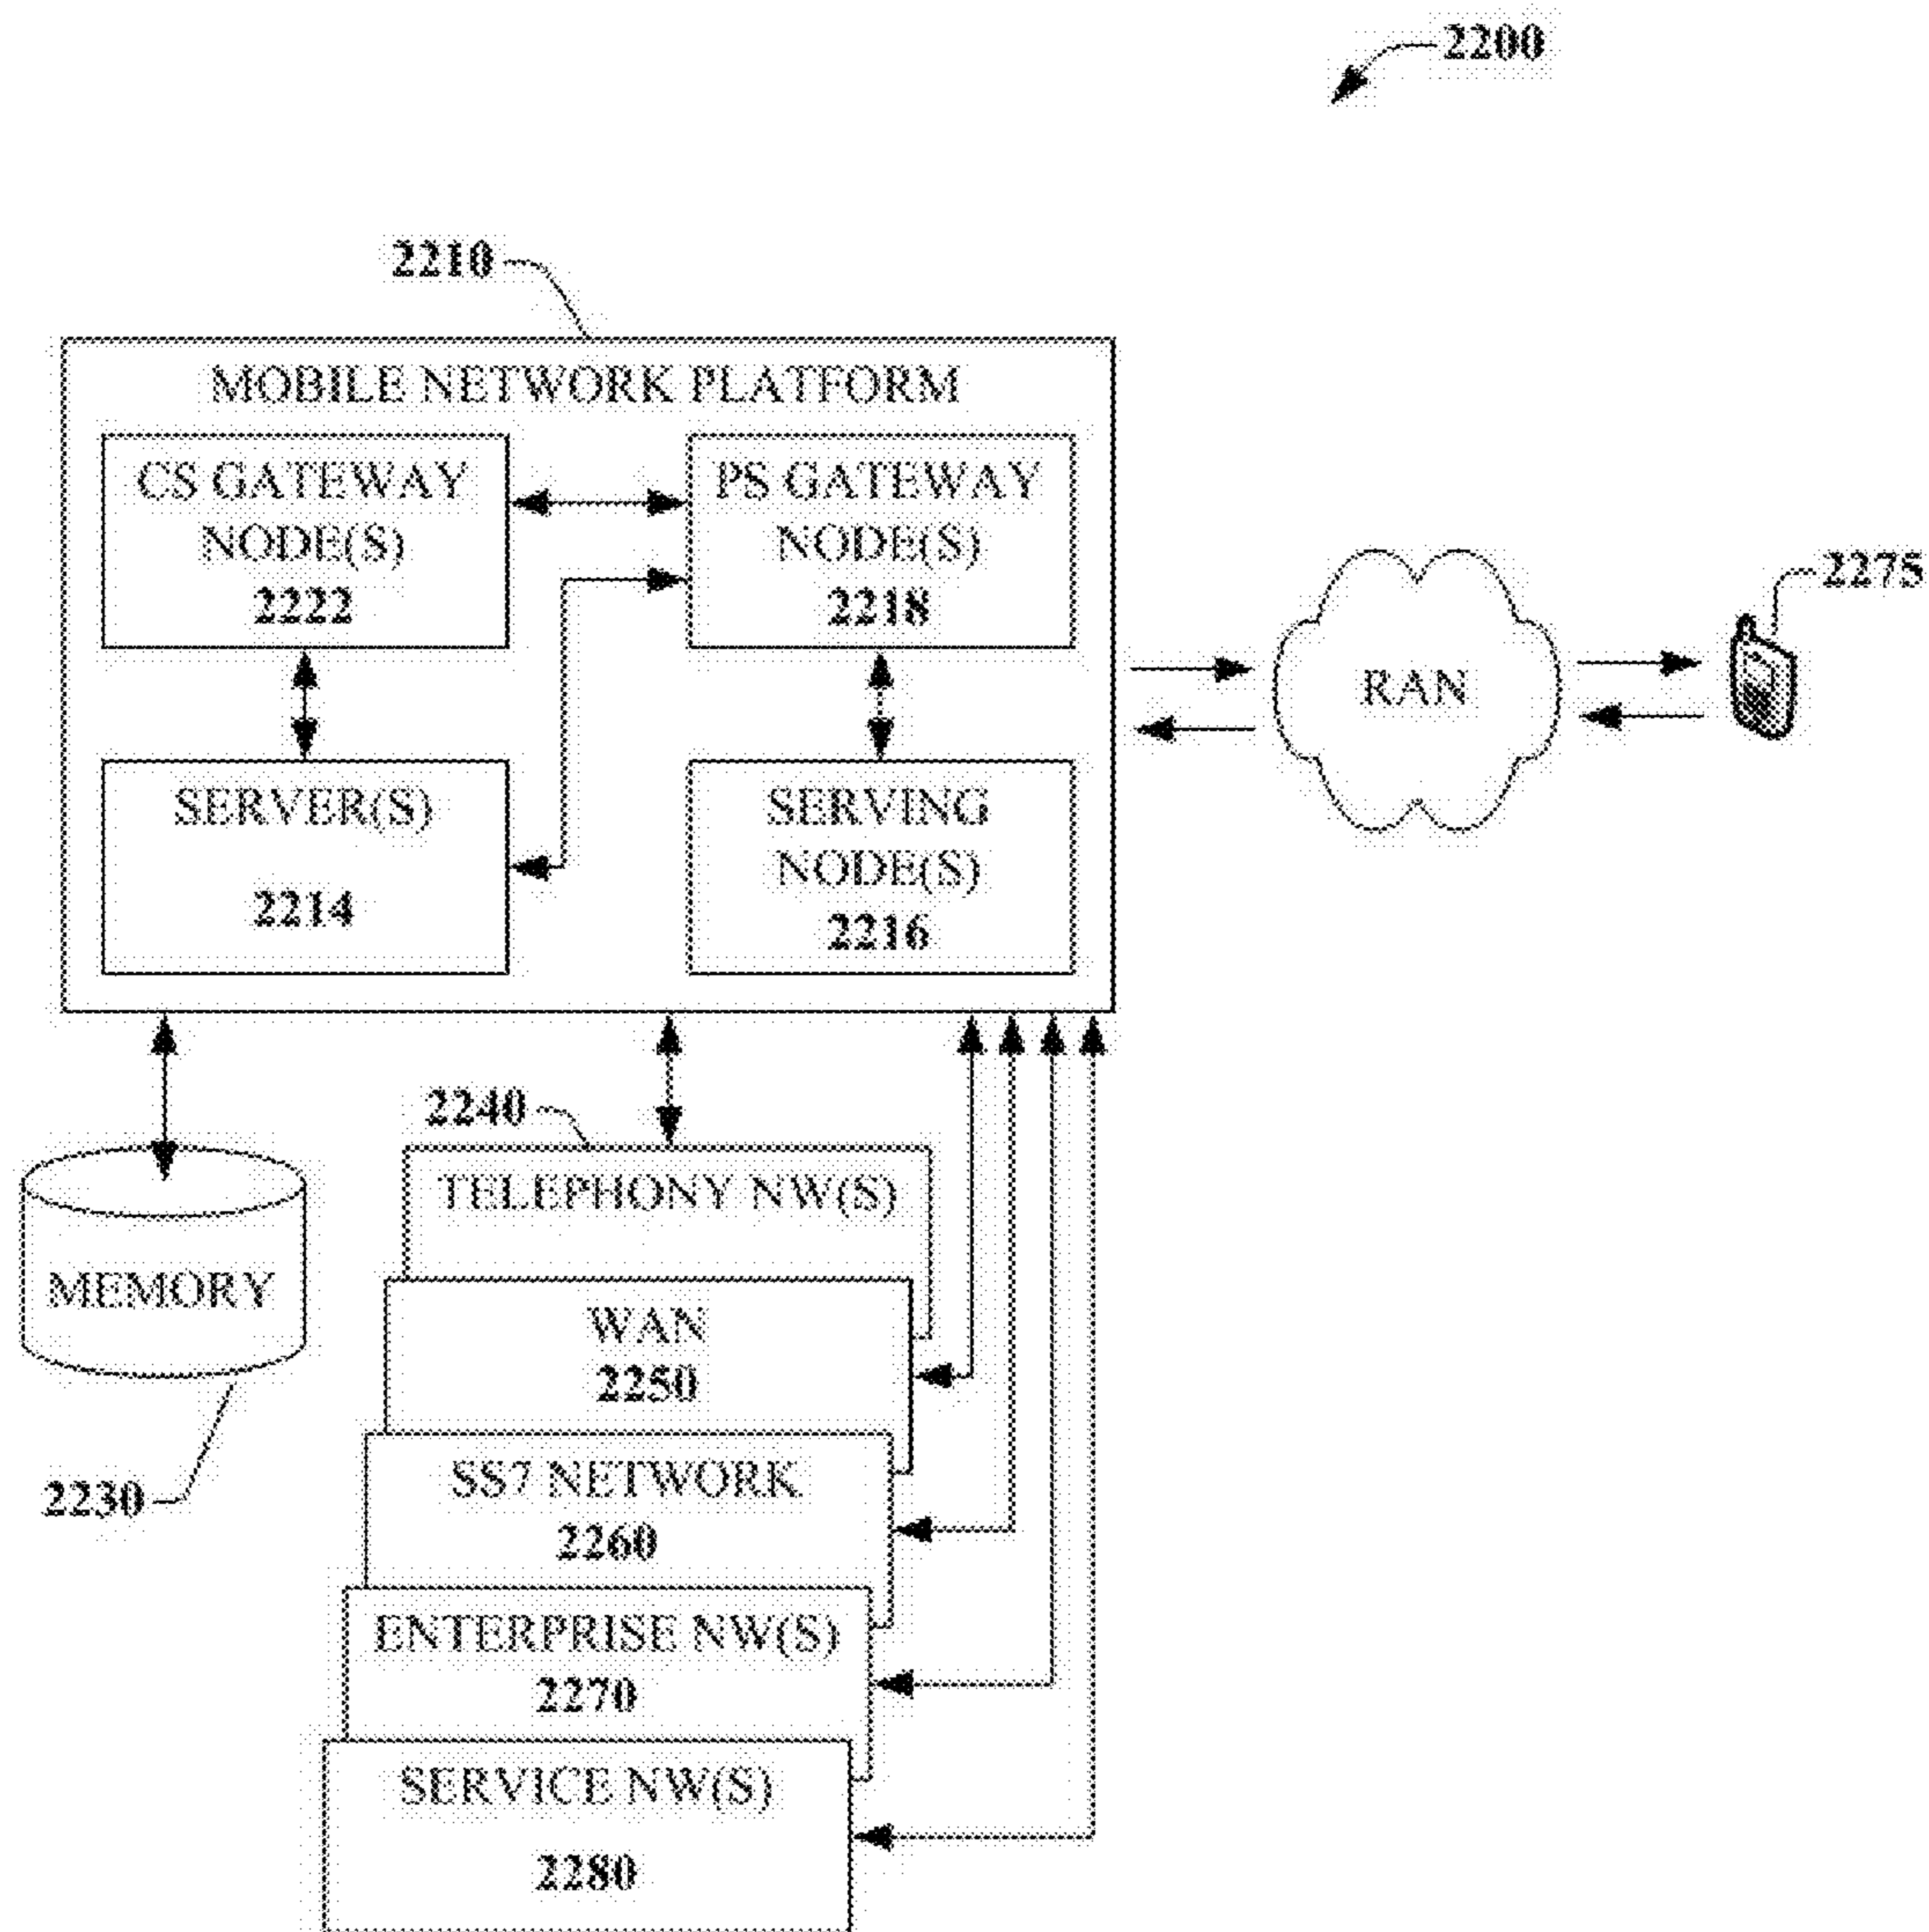 2200
2210
MOBILE NETWORK PLATFORM
CS GATEWAY
NODE(S)
2222
PS GATEWAY
NODE(S)
2218
SERVER(S)
2214
SERVING
NODE(S)
2216
RAN
2275
2240
TELEPHONY NW(S)
MEMORY
2230
WAN
2250
SS7 NETWORK
2260
ENTERPRISE NW(S)
2270
SERVICE NW(S)
2280